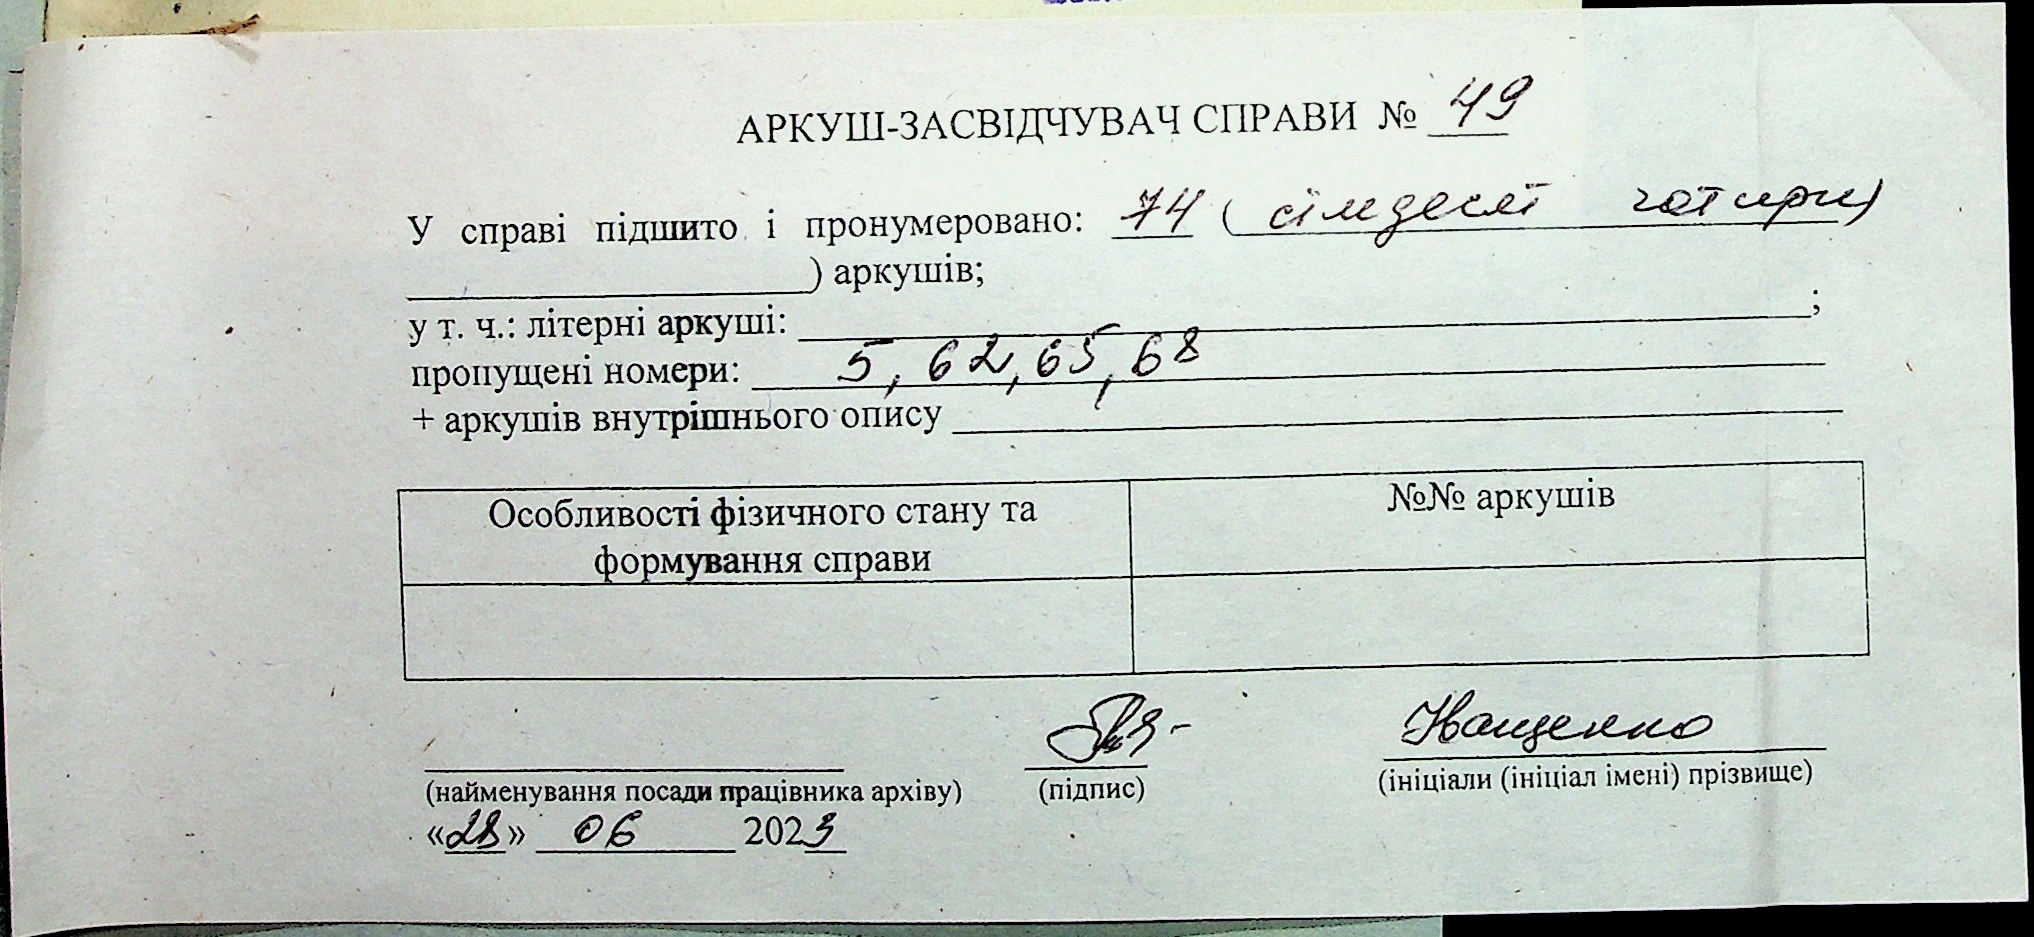 АРКУШ-ЗАСВІДЧУВАЧ СПРАВИ № 49
У справі підшито і пронумеровано: 74 (сімдесят чотири)
) аркушів;
у т. ч.: літерні аркуші: ;
пропущені номери: 5, 62, 65, 68
+ аркушів внутрішнього опису
Особливості фізичного стану та
формування справи
№№ аркушів
Іващенко
(найменування посади працівника архіву) (підпис) (ініціали (ініціал імені) прізвище)
«28» 06 2023